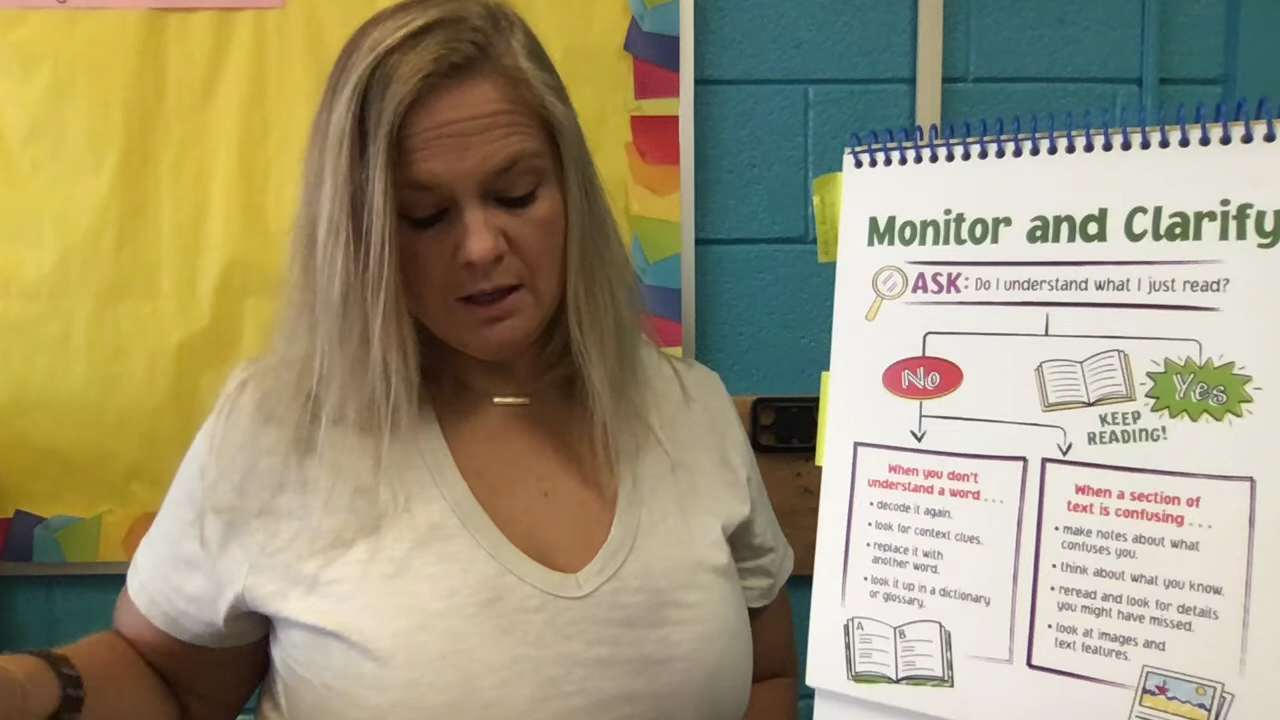 Monitor and Clarify
ASK: Do I understand what I just read?
No
Yes
KEEP
READING!
When you don't
understand a word . . .
• decode it again.
• look for context clues.
• replace it with
another word.
• look it up in a dictionary
or glossary.
A B
When a section of
text is confusing . . .
• make notes about what
confuses you.
• think about what you know.
• reread and look for details
you might have missed.
• look at images and
text features.